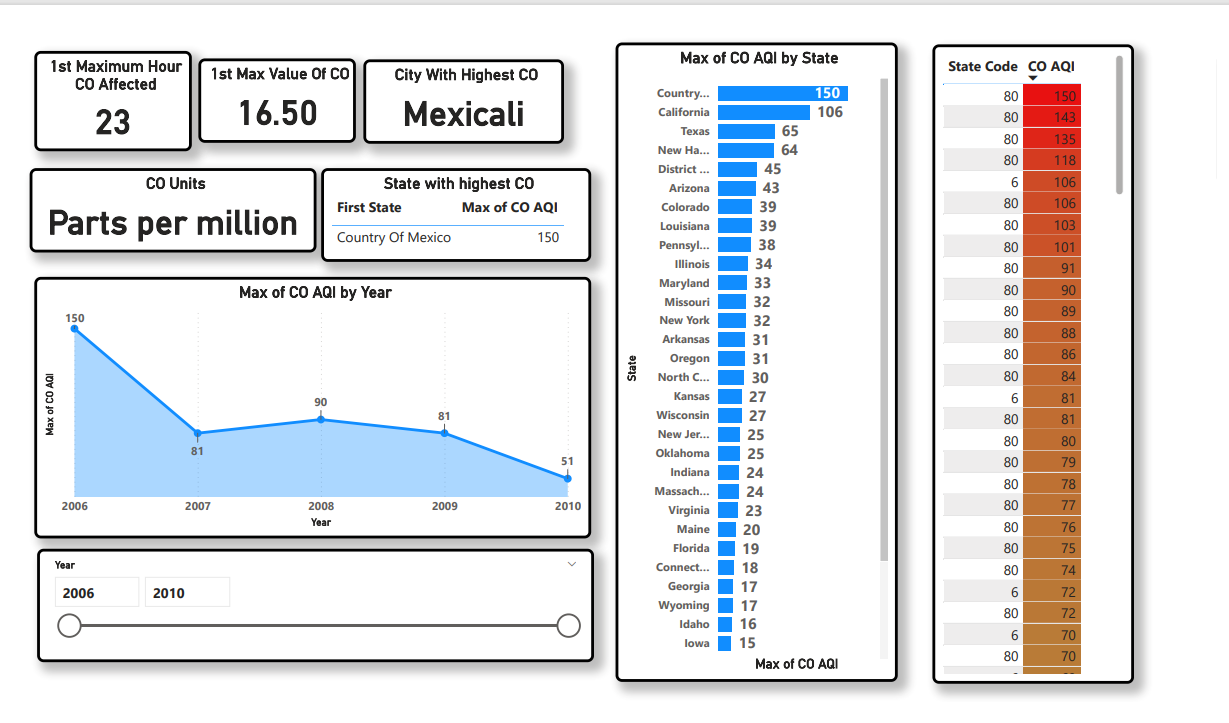 1st Maximum Hour
CO Affected
23
1st Max Value Of CO
16.50
City With Highest CO
Mexicali
CO Units
Parts per million
State with highest CO
First State Max of CO AQI
Country Of Mexico 150
Max of CO AQI by Year
Max of CO AQI
150
81
90
81
51
2006 2007 2008 2009 2010
Year
Year
2006 2010
Max of CO AQI by State
State
Country... 150
California 106
Texas 65
New Ha... 64
District ... 45
Arizona 43
Colorado 39
Louisiana 39
Pennsyl... 38
Illinois 34
Maryland 33
Missouri 32
New York 32
Arkansas 31
Oregon 31
North C... 30
Kansas 27
Wisconsin 27
New Jer... 25
Oklahoma 25
Indiana 24
Massach... 24
Virginia 23
Maine 20
Florida 19
Connect... 18
Georgia 17
Wyoming 17
Idaho 16
Iowa 15
Max of CO AQI
State Code CO AQI
80 150
80 143
80 135
80 118
6 106
80 106
80 103
80 101
80 91
80 90
80 89
80 88
80 86
80 84
6 81
80 81
80 80
80 79
80 78
80 77
80 76
80 75
80 74
6 72
80 72
6 70
80 70